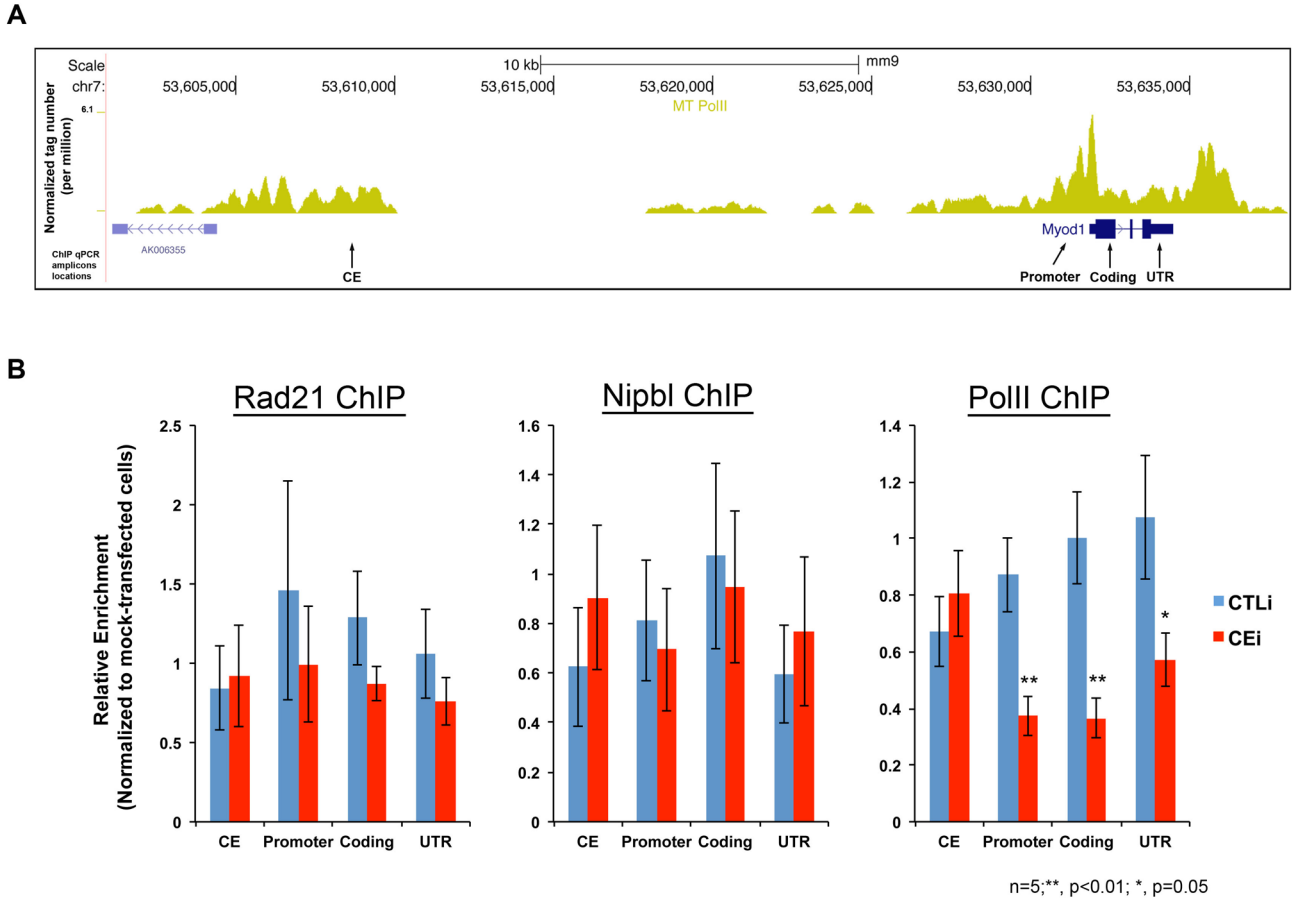 A
Scale 10 kb mm9
chr7: 53,605,000 53,610,000 53,615,000 53,620,000 53,625,000 53,630,000 53,635,000
MT PolII
6.1
Normalized tag number
(per million)
Myod1
AK006355
ChIP qPCR
amplicons
locations
CE Promoter Coding UTR
B
Rad21 ChIP
Relative Enrichment
(Normalized to mock-transfected cells)
2.5
2
1.5
1
0.5
0
CE Promoter Coding UTR
Nipbl ChIP
1.6
1.4
1.2
1
0.8
0.6
0.4
0.2
0
CE Promoter Coding UTR
PolII ChIP
1.4
1.2
1
0.8
0.6
0.4
0.2
0
** ** *
CE Promoter Coding UTR
CTLi
CEi
n=5;**, p<0.01; *, p=0.05